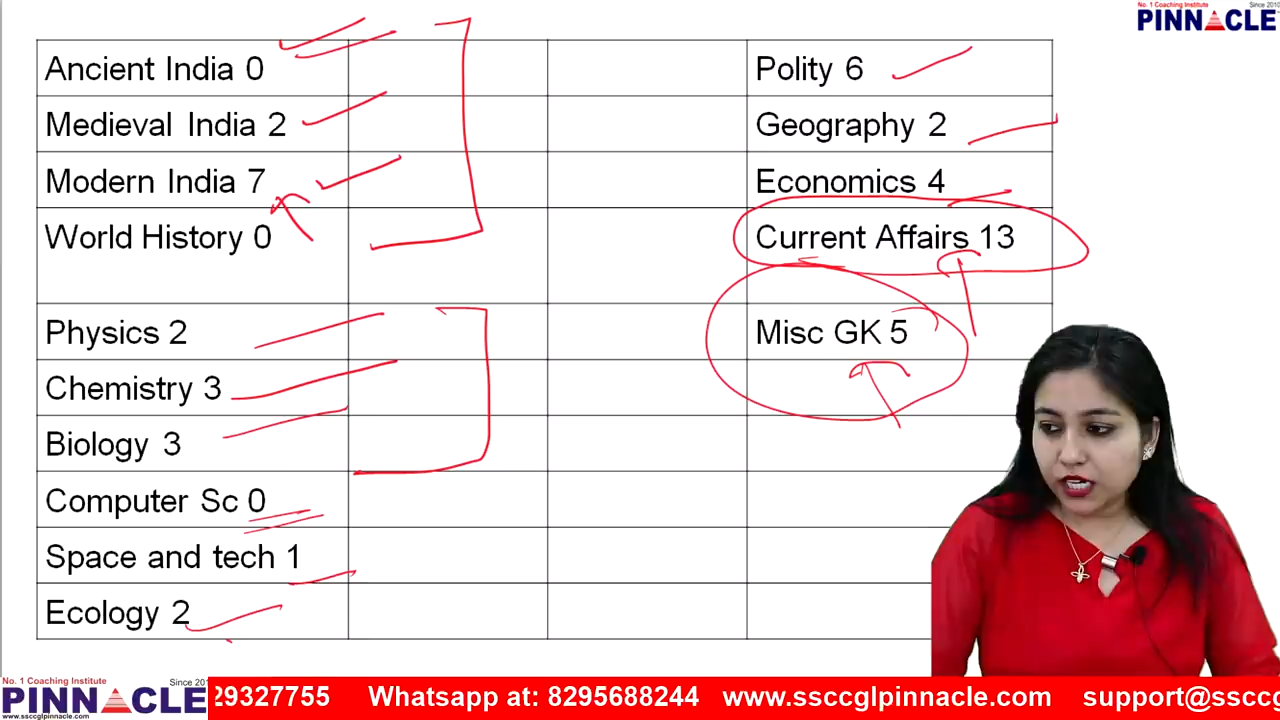 No. 1 Coaching Institute
Since 2010
PINNACLE
Ancient India 0
Polity 6
Medieval India 2
Geography 2
Modern India 7
Economics 4
World History 0
Current Affairs 13
Physics 2
Misc GK 5
Chemistry 3
Biology 3
Computer Sc 0
Space and tech 1
Ecology 2
No. 1 Coaching Institute
Since 201
PINNACLE
www.ssccglpinnacle.com
29327755 Whatsapp at: 8295688244 www.ssccglpinnacle.com support@ssccg